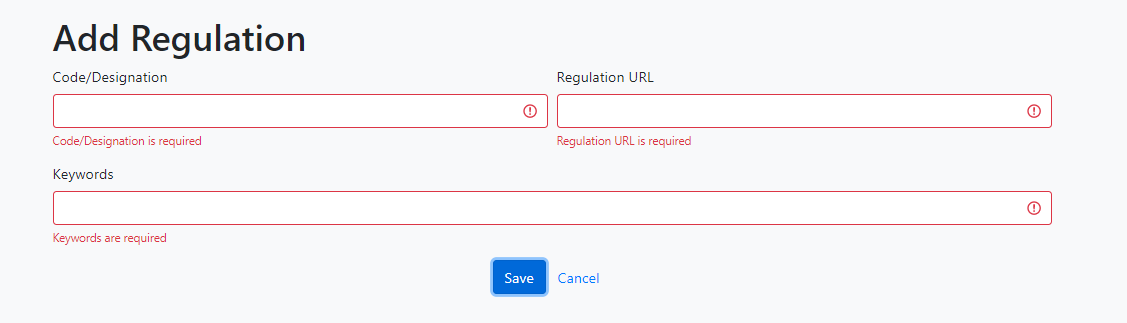 Add Regulation
Code/Designation
Regulation URL
Code/Designation is required
Regulation URL is required
Keywords
Keywords are required
Save
Cancel